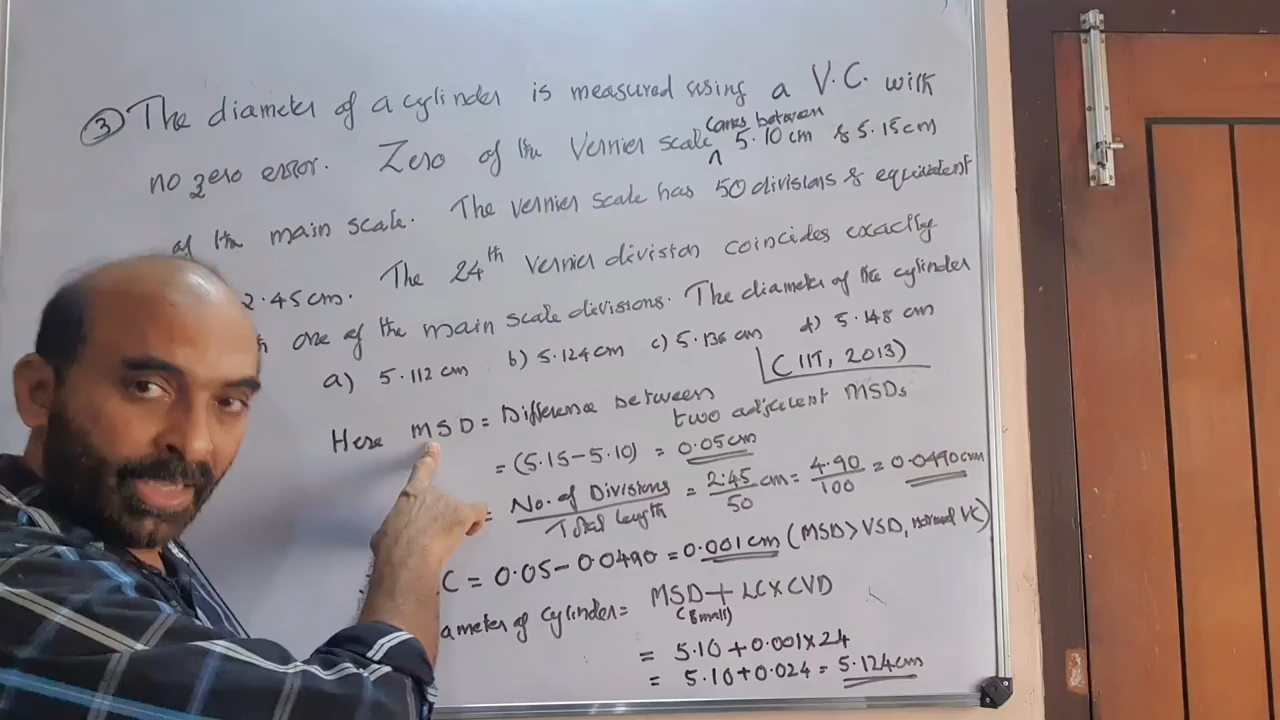 ③ The diameter of a cylinder is measured using a V.C. with
no zero error. Zero of the Vernier scale comes between 5.10 cm & 5.15 cm
of the main scale. The vernier scale has 50 divisions & equivalent
2.45 cm. The 24th vernier division coincides exactly
one of the main scale divisions. The diameter of the cylinder
a) 5.112 cm b) 5.124 cm c) 5.136 cm d) 5.148 cm
(IIT, 2013)
Here MSD = Difference between
two adjacent MSDs
= (5.15-5.10) = 0.05cm
= No. of Divisions / Total length = 2.45/50 cm = 4.90/100 = 0.0490cm
C = 0.05-0.0490 = 0.001 cm (MSD > VSD, normal VC)
ameter of cylinder = MSD + LC X CVD
(Small)
= 5.10 + 0.001 X 24
= 5.10 + 0.024 = 5.124cm